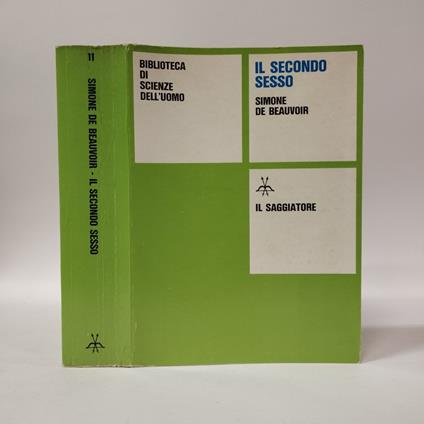 11
SIMONE DE BEAUVOIR - IL SECONDO SESSO
BIBLIOTECA
DI
SCIENZE
DELL'UOMO
IL SECONDO
SESSO
SIMONE
DE BEAUVOIR
IL SAGGIATORE